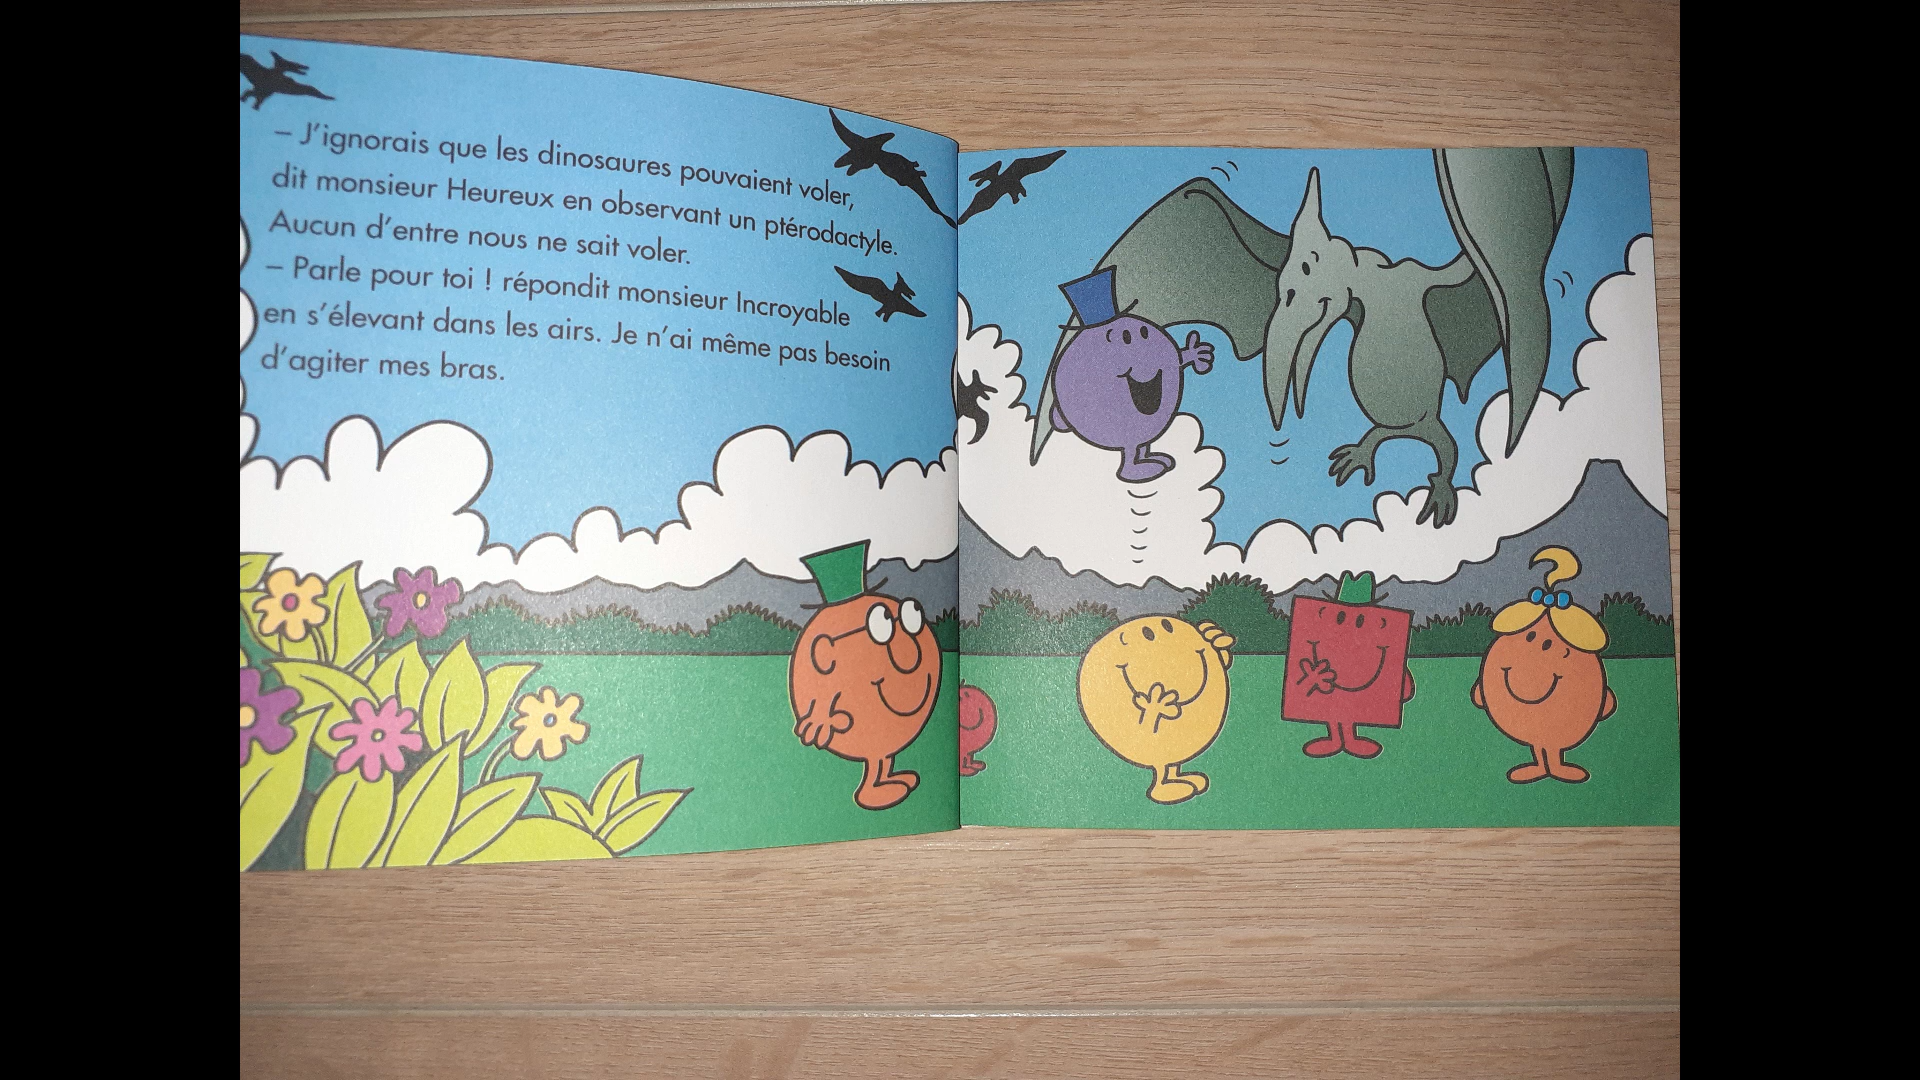 – J'ignorais que les dinosaures pouvaient voler,
dit monsieur Heureux en observant un ptérodactyle.
Aucun d'entre nous ne sait voler.
– Parle pour toi ! répondit monsieur Incroyable
en s'élevant dans les airs. Je n'ai même pas besoin
d'agiter mes bras.